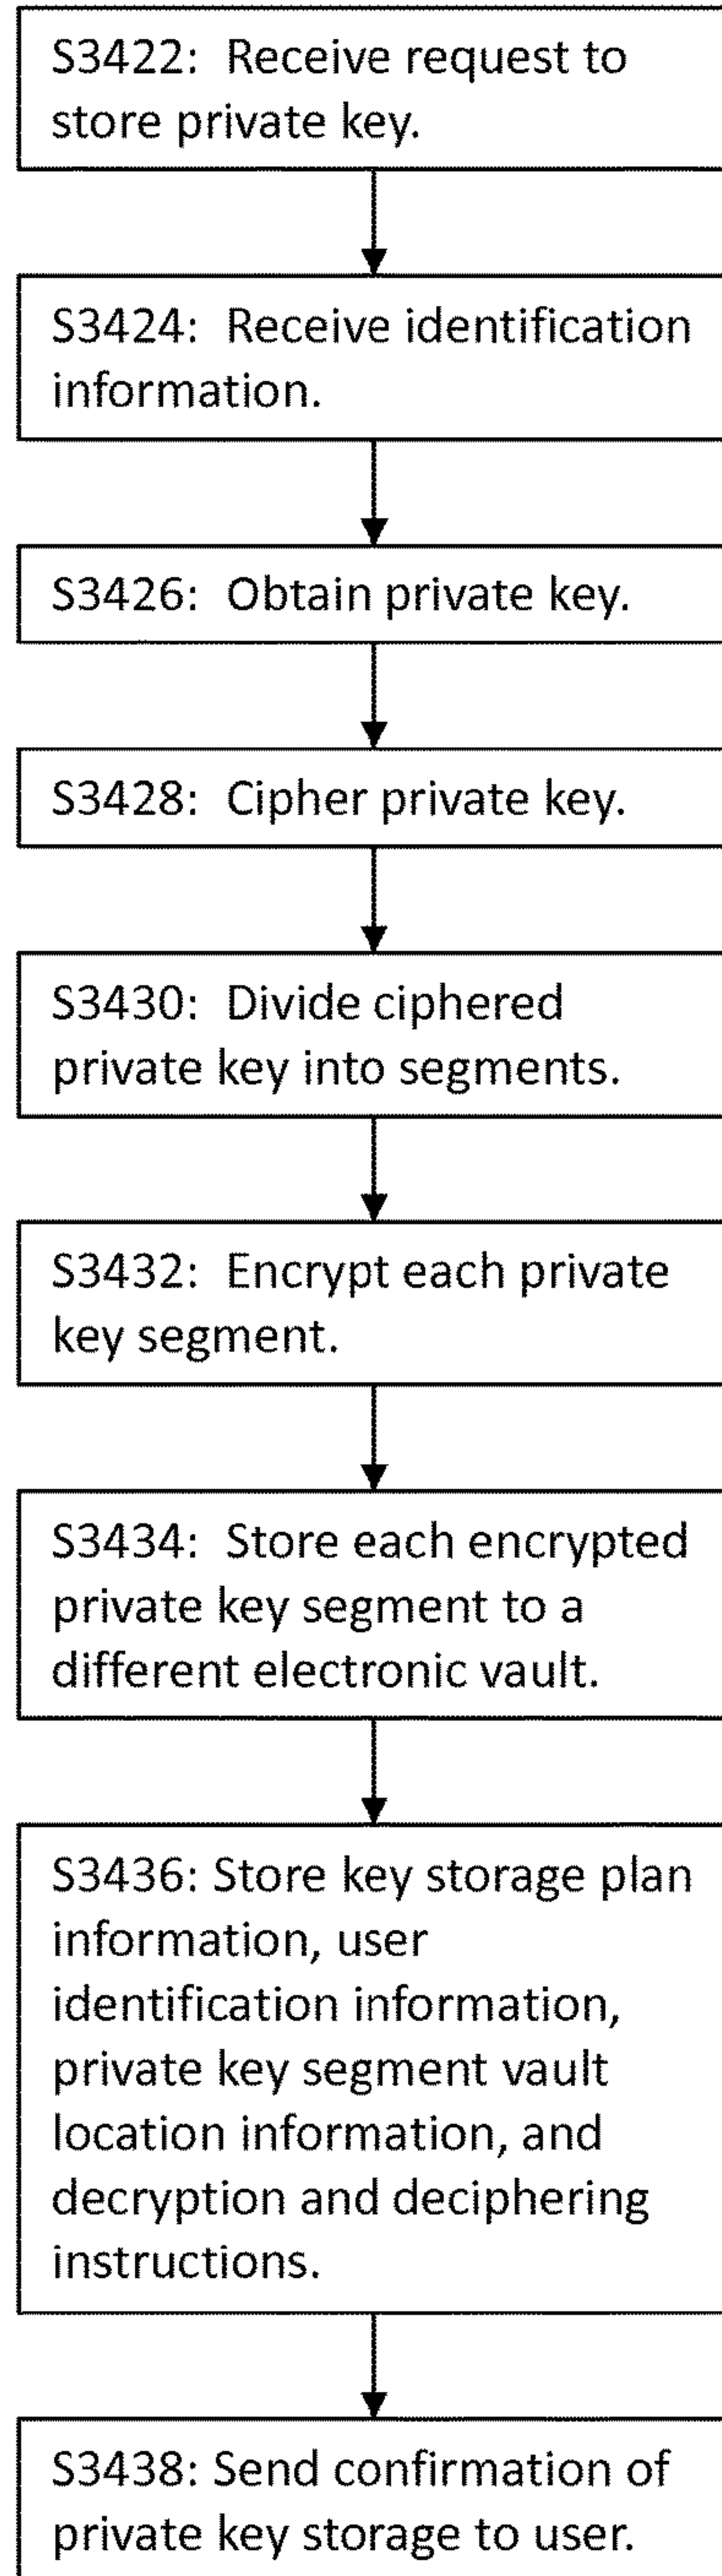 S3422:  Receive request to
store private key.
S3424:  Receive identification
information.
S3426:  Obtain private key.
S3428:  Cipher private key.
S3430:  Divide ciphered
private key into segments.
S3432:  Encrypt each private
key segment.
S3434:  Store each encrypted
private key segment to a
different electronic vault.
S3436: Store key storage plan
information, user
identification information,
private key segment vault
location information, and
decryption and deciphering
instructions.
S3438: Send confirmation of
private key storage to user.